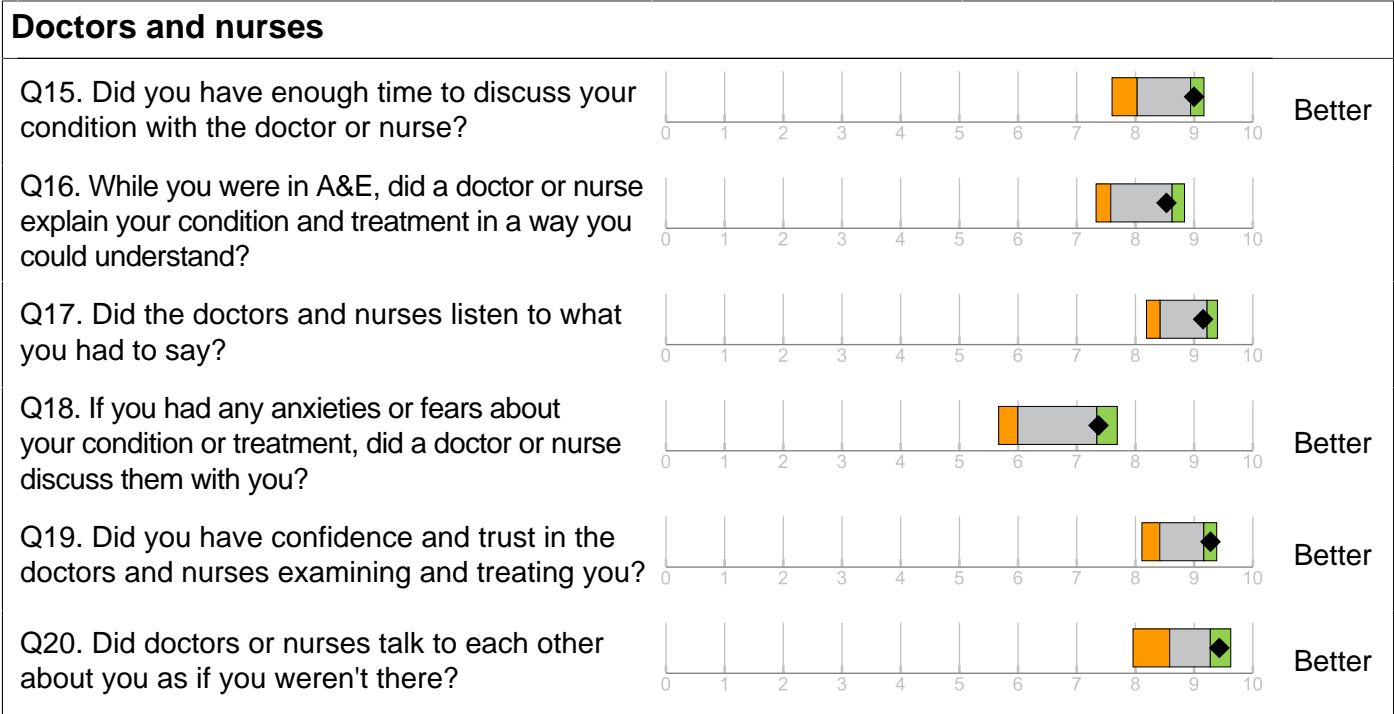 Doctors and nurses
Q15. Did you have enough time to discuss your
condition with the doctor or nurse?
0 1 2 3 4 5 6 7 8 9 10
Better
Q16. While you were in A&E, did a doctor or nurse
explain your condition and treatment in a way you
could understand?
0 1 2 3 4 5 6 7 8 9 10
Q17. Did the doctors and nurses listen to what
you had to say?
0 1 2 3 4 5 6 7 8 9 10
Q18. If you had any anxieties or fears about
your condition or treatment, did a doctor or nurse
discuss them with you?
0 1 2 3 4 5 6 7 8 9 10
Better
Q19. Did you have confidence and trust in the
doctors and nurses examining and treating you?
0 1 2 3 4 5 6 7 8 9 10
Better
Q20. Did doctors or nurses talk to each other
about you as if you weren't there?
0 1 2 3 4 5 6 7 8 9 10
Better